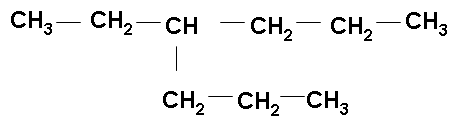 CH₃ — CH₂ — CH — CH₂ — CH₂ — CH₃
CH₂ — CH₂ — CH₃